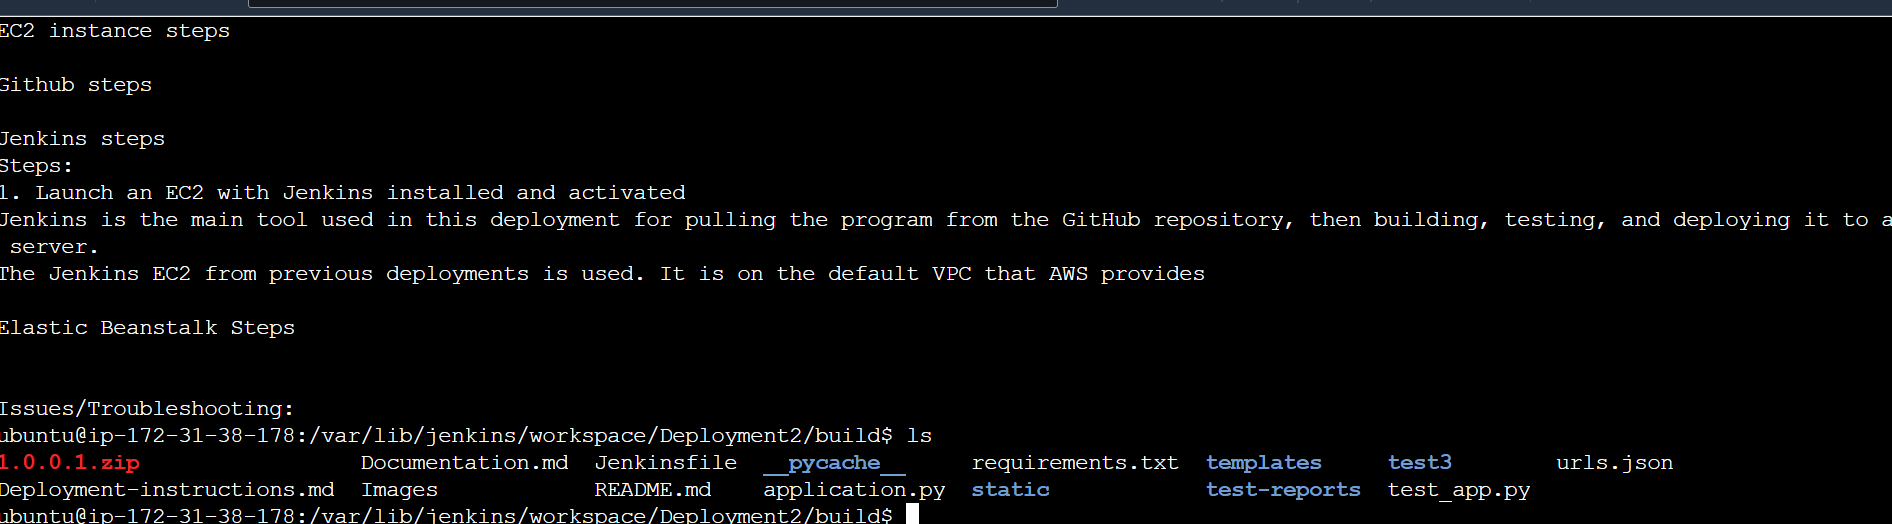 EC2 instance steps
Github steps
Jenkins steps
Steps:
1. Launch an EC2 with Jenkins installed and activated
Jenkins is the main tool used in this deployment for pulling the program from the GitHub repository, then building, testing, and deploying it to a
server.
The Jenkins EC2 from previous deployments is used. It is on the default VPC that AWS provides
Elastic Beanstalk Steps
Issues/Troubleshooting:
ubuntu@ip-172-31-38-178:/var/lib/jenkins/workspace/Deployment2/build$ ls
1.0.0.1.zip Documentation.md Jenkinsfile __pycache__ requirements.txt templates test3 urls.json
Deployment-instructions.md Images README.md application.py static test-reports test_app.py
ubuntu@ip-172-31-38-178:/var/lib/jenkins/workspace/Deployment2/build$